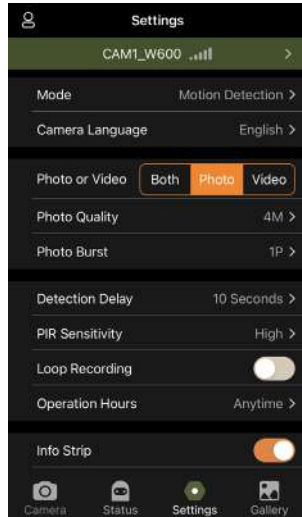 Settings
CAM1_W600
Mode Motion Detection
Camera Language English
Photo or Video Both Photo Video
Photo Quality 4M
Photo Burst 1P
Detection Delay 10 Seconds
PIR Sensitivity High
Loop Recording
Operation Hours Anytime
Info Strip
Camera Status Settings Gallery